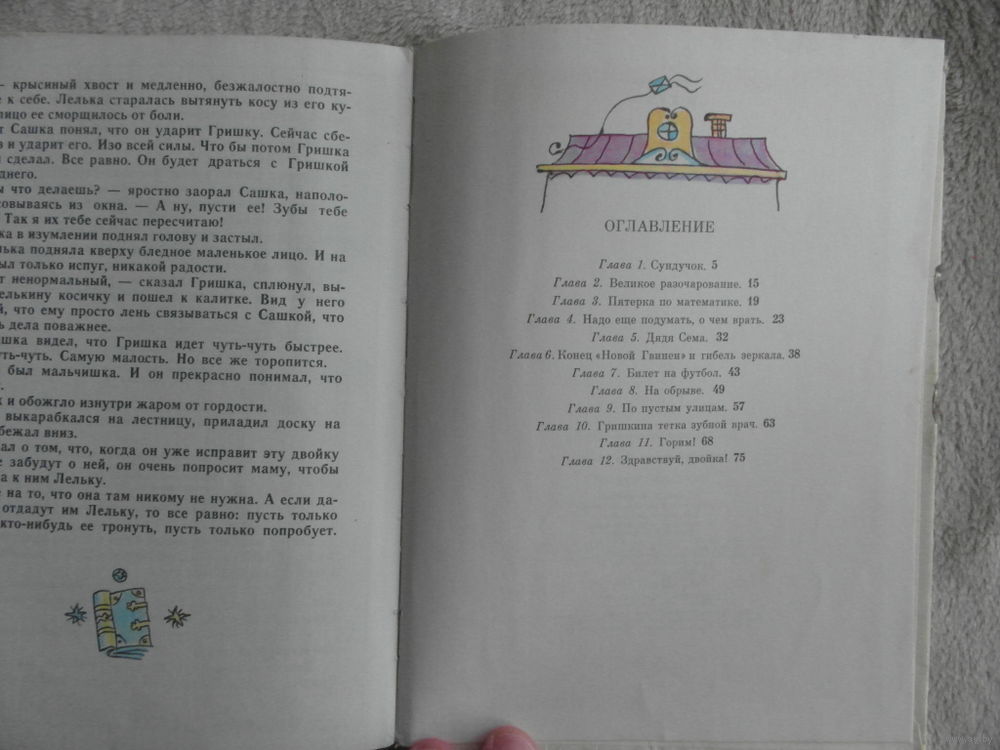 — крысиный хвост и медленно, безжалостно подтя-
е к себе. Лелька старалась вытянуть косу из его ку-
лицо ее сморщилось от боли.
т Сашка понял, что он ударит Гришку. Сейчас сбе-
з и ударит его. Изо всей силы. Что бы потом Гришка
и сделал. Все равно. Он будет драться с Гришкой
днего.
ы что делаешь? — яростно заорал Сашка, наполо-
совываясь из окна. — А ну, пусти ее! Зубы тебе
Так я их тебе сейчас пересчитаю!
ка в изумлении поднял голову и застыл.
лька подняла кверху бледное маленькое лицо. И на
ыл только испуг, никакой радости.
т ненормальный, — сказал Гришка, сплюнул, вы-
елькину косичку и пошел к калитке. Вид у него
й, что ему просто лень связываться с Сашкой, что
ь дела поважнее.
шка видел, что Гришка идет чуть-чуть быстрее.
уть-чуть. Самую малость. Но все же торопится.
был мальчишка. И он прекрасно понимал, что
т.
к и обожгло изнутри жаром от гордости.
выкарабкался на лестницу, приладил доску на
бежал вниз.
ал о том, что, когда он уже исправит эту двойку
е забудут о ней, он очень попросит маму, чтобы
а к ним Лельку.
е на то, что она там никому не нужна. А если да-
отдадут им Лельку, то все равно: пусть только
кто-нибудь ее тронуть, пусть только попробует.
ОГЛАВЛЕНИЕ
Глава 1. Сундучок. 5
Глава 2. Великое разочарование. 15
Глава 3. Пятерка по математике. 19
Глава 4. Надо еще подумать, о чем врать. 23
Глава 5. Дядя Сема. 32
Глава 6. Конец «Новой Гвинеи» и гибель зеркала. 38
Глава 7. Билет на футбол. 43
Глава 8. На обрыве. 49
Глава 9. По пустым улицам. 57
Глава 10. Гришкина тетка зубной врач. 63
Глава 11. Горим! 68
Глава 12. Здравствуй, двойка! 75